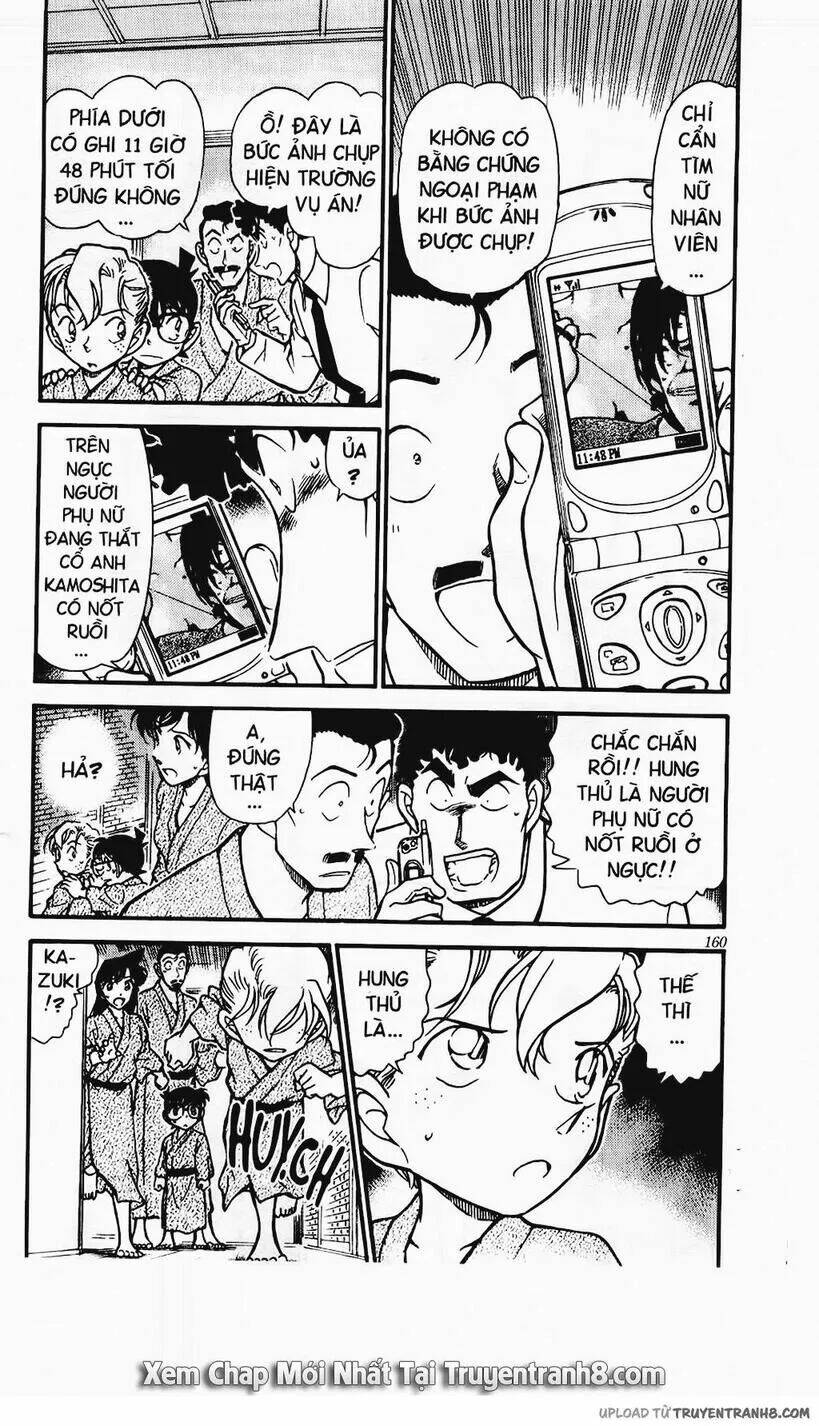 CHỈ
CẨN
TÌM
NỮ
NHÂN
VIÊN
...
KHÔNG CÓ
BẰNG CHỨNG
NGOẠI PHẠM
KHI BỨC ẢNH
ĐƯỢC CHỤP!
11:48 PM
Ồ! ĐÂY LÀ
BỨC ẢNH CHỤP
HIỆN TRƯỜNG
VỤ ÁN!
PHÍA DƯỚI
CÓ GHI 11 GIỜ
48 PHÚT TỐI
ĐÚNG KHÔNG
...
ỦA
?
TRÊN
NGỰC
NGƯỜI
PHỤ NỮ
ĐANG THẮT
CỔ ANH
KAMOSHITA
CÓ NỐT
RUỒI
...
11:48 PM
CHẮC CHẮN
RỒI!! HUNG
THỦ LÀ NGƯỜI
PHỤ NỮ CÓ
NỐT RUỒI Ở
NGỰC!!
A,
ĐÚNG
THẬT
...
HẢ?
160
THẾ
THÌ
...
HUNG
THỦ
LÀ...
KA-
ZUKI
!?
HUỴCH
Xem Chap Mới Nhất Tại Truyentranh8.com
UPLOAD TỪ TRUYENTRANH8.COM